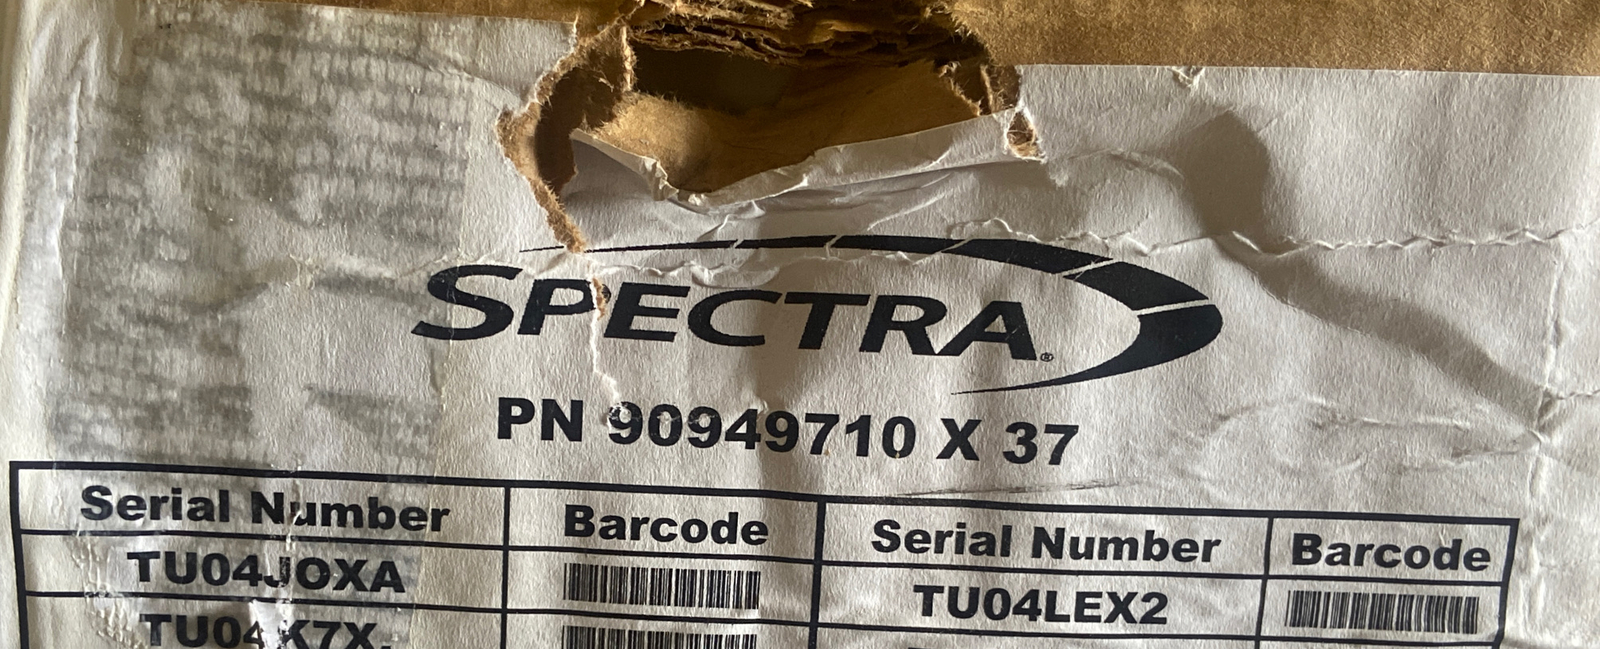 SPECTRA®
PN 90949710 X 37
Serial Number Barcode Serial Number Barcode
TU04JOXA TU04LEX2